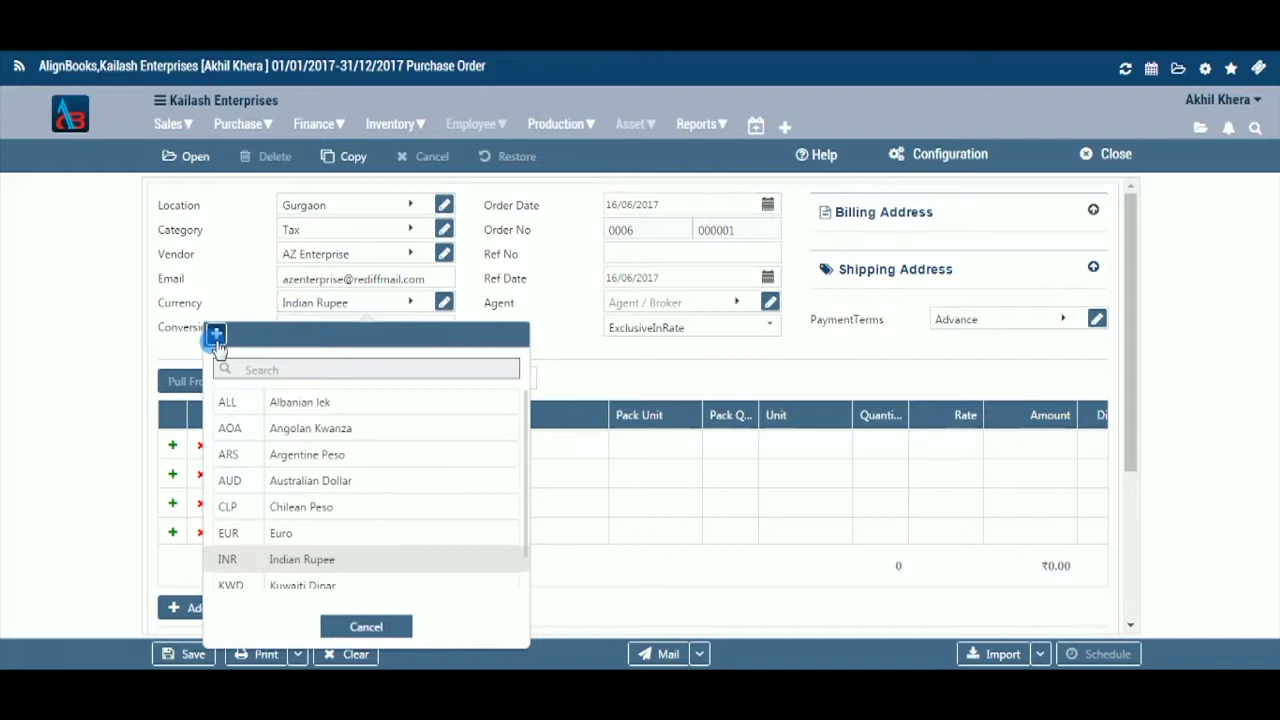 AlignBooks,Kailash Enterprises [Akhil Khera ] 01/01/2017-31/12/2017 Purchase Order
Kailash Enterprises
Akhil Khera
Sales Purchase Finance Inventory Employee Production Asset Reports
Open Delete Copy Cancel Restore Help Configuration Close
Location Gurgaon Order Date 16/06/2017
Billing Address
Category Tax Order No 0006 000001
Vendor AZ Enterprise Ref No
Shipping Address
Email azenterprise@rediffmail.com Ref Date 16/06/2017
Currency Indian Rupee Agent Agent / Broker
PaymentTerms Advance
Conversi ExclusiveInRate
Search
Pull Fro
ALL Albanian lek
Pack Unit Pack Q... Unit Quanti... Rate Amount Di
AOA Angolan Kwanza
ARS Argentine Peso
AUD Australian Dollar
CLP Chilean Peso
EUR Euro
INR Indian Rupee
0 ₹0.00
KWD Kuwaiti Dinar
Ad
Cancel
Save Print Clear Mail Import Schedule